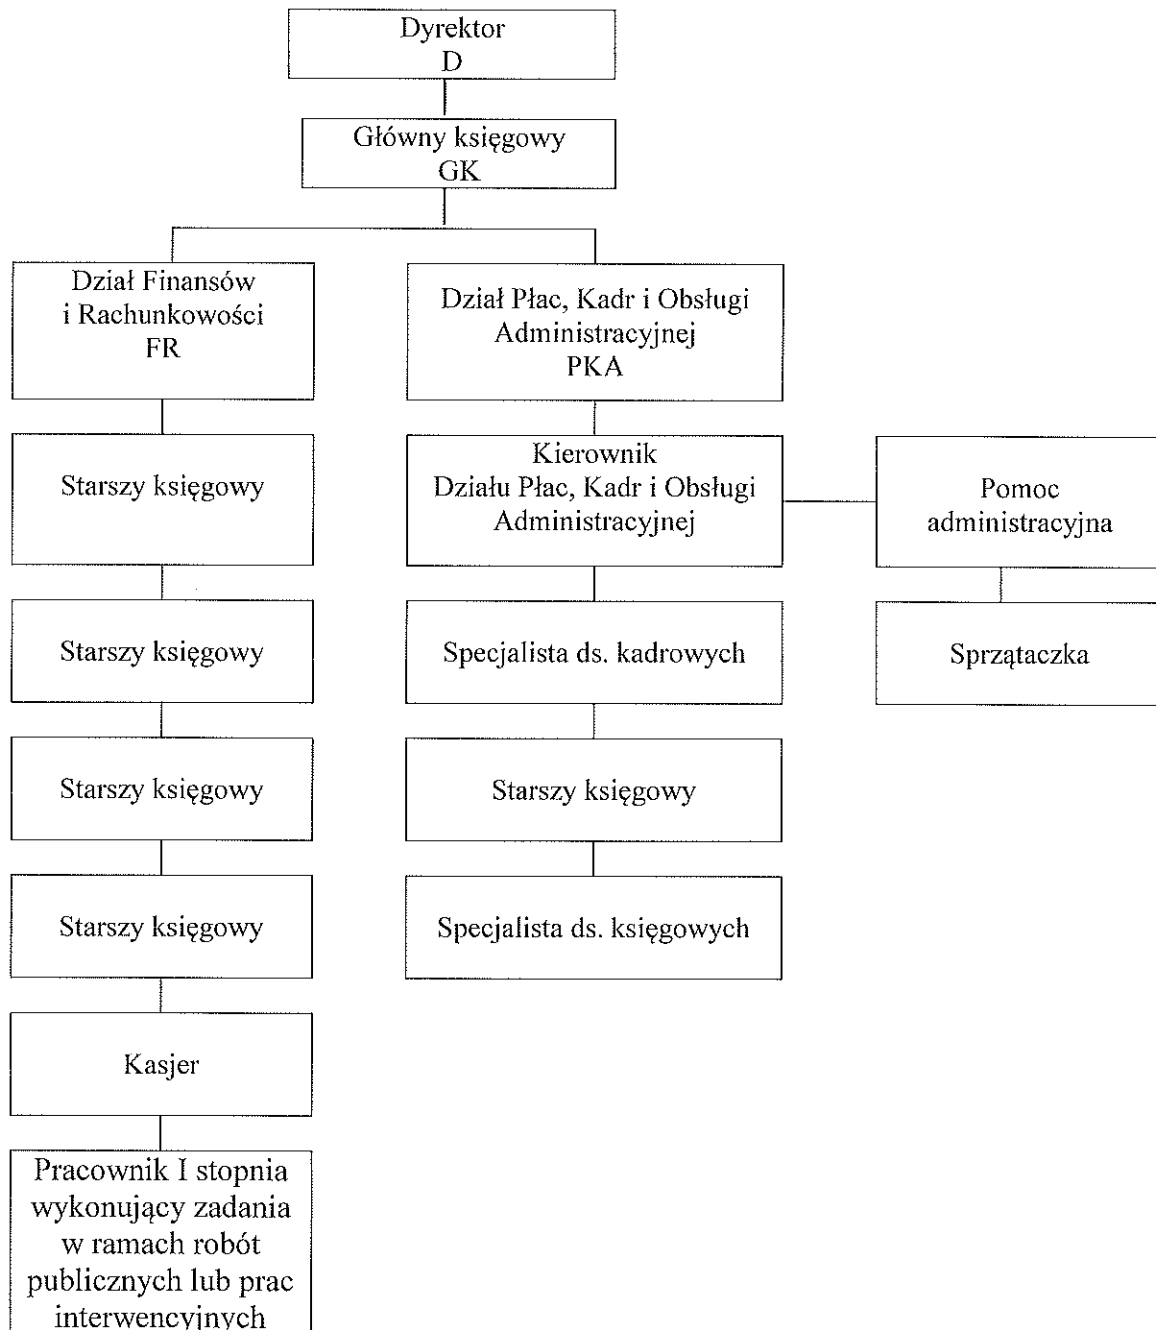 Dyrektor
D
Główny księgowy
GK
Dział Finansów
i Rachunkowości
FR
Dział Płac, Kadr i Obsługi
Administracyjnej
PKA
Starszy księgowy
Kierownik
Działu Płac, Kadr i Obsługi
Administracyjnej
Pomoc
administracyjna
Starszy księgowy
Specjalista ds. kadrowych
Sprzątaczka
Starszy księgowy
Starszy księgowy
Starszy księgowy
Specjalista ds. księgowych
Kasjer
Pracownik I stopnia
wykonujący zadania
w ramach robót
publicznych lub prac
interwencyjnych